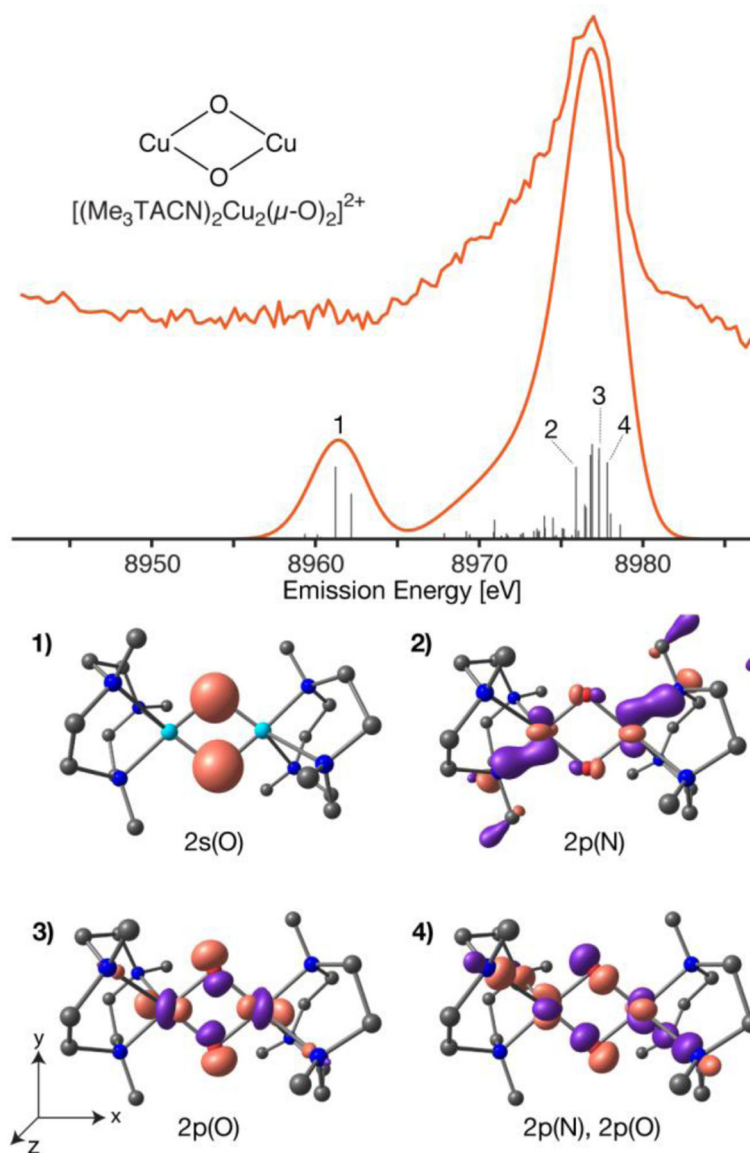 O
Cu Cu
O
[(Me₃TACN)₂Cu₂(μ-O)₂]²⁺
1
2
3
4
8950 8960 8970 8980
Emission Energy [eV]
1) 2)
2s(O) 2p(N)
3) 4)
y
x
z
2p(O) 2p(N), 2p(O)